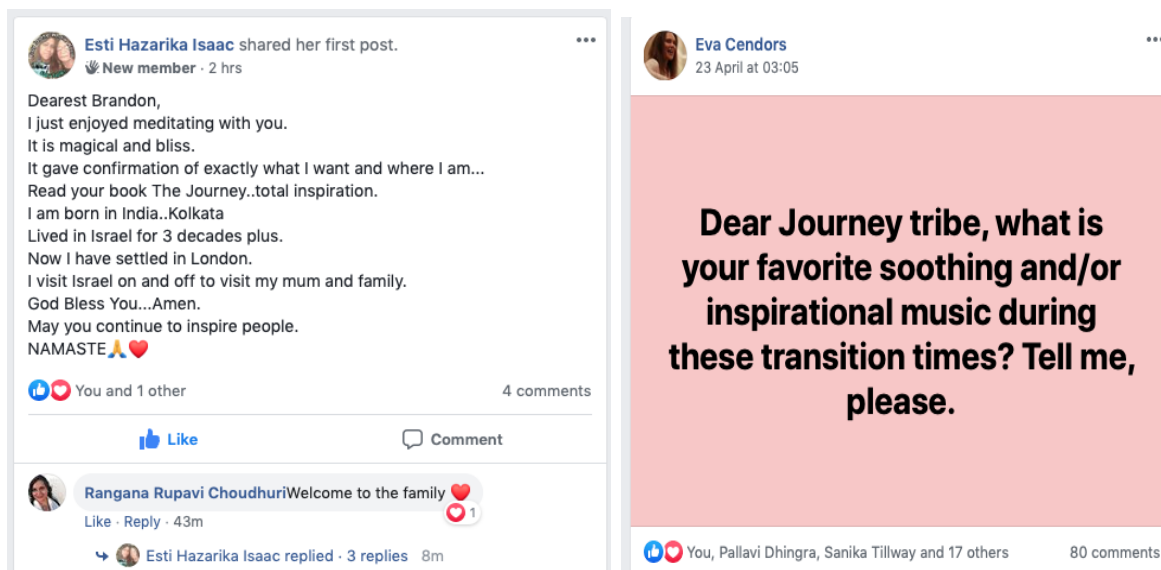 Esti Hazarika Isaac shared her first post.
New member · 2 hrs
Dearest Brandon,
I just enjoyed meditating with you.
It is magical and bliss.
It gave confirmation of exactly what I want and where I am...
Read your book The Journey..total inspiration.
I am born in India..Kolkata
Lived in Israel for 3 decades plus.
Now I have settled in London.
I visit Israel on and off to visit my mum and family.
God Bless You...Amen.
May you continue to inspire people.
NAMASTE🙏❤️
You and 1 other 4 comments
Like Comment
Rangana Rupavi ChoudhuriWelcome to the family ❤️
1
Like · Reply · 43m
Esti Hazarika Isaac replied · 3 replies 8m
Eva Cendors
23 April at 03:05
Dear Journey tribe, what is
your favorite soothing and/or
inspirational music during
these transition times? Tell me,
please.
You, Pallavi Dhingra, Sanika Tillway and 17 others 80 comments